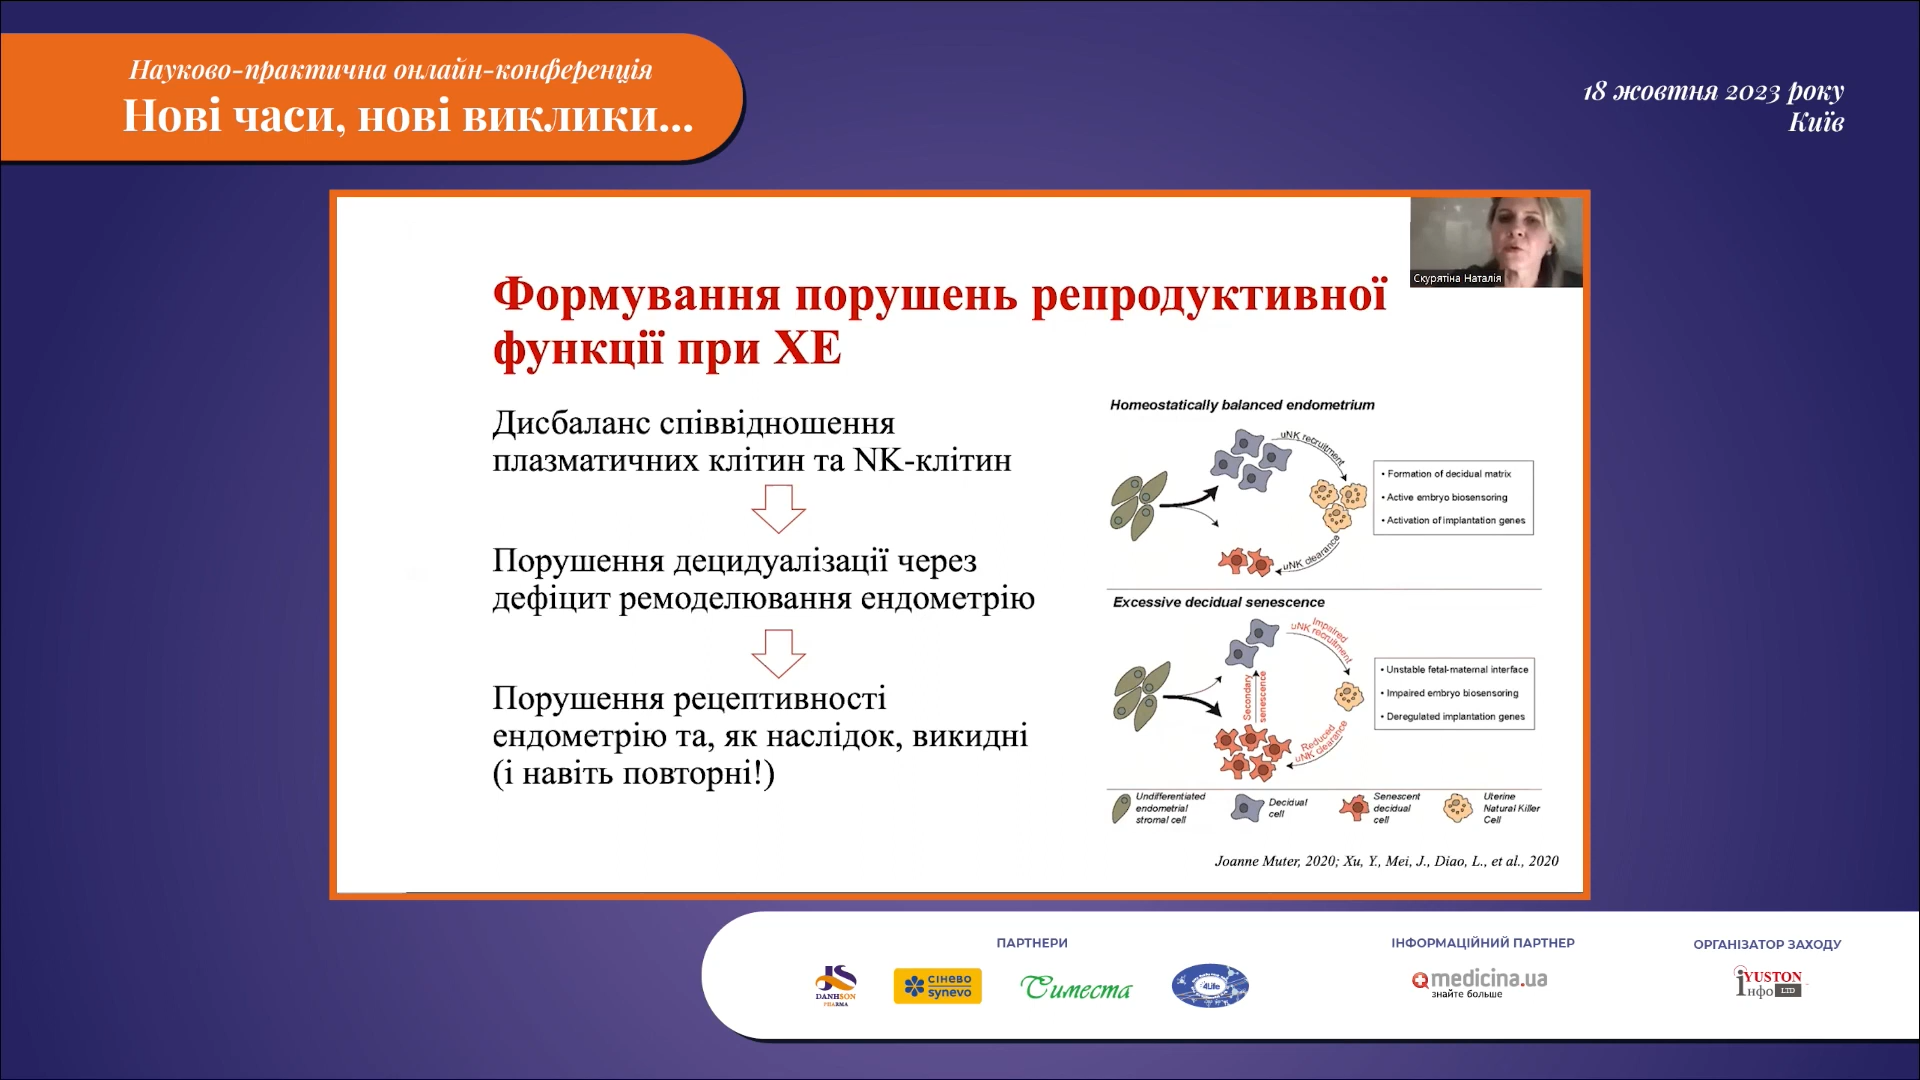 Науково-практична онлайн-конференція
Нові часи, нові виклики...
18 жовтня 2023 року
Київ
Скурятіна Наталія
Формування порушень репродуктивної
функції при ХЕ
Дисбаланс співвідношення
плазматичних клітин та NK-клітин
Порушення децидуалізації через
дефіцит ремоделювання ендометрію
Порушення рецептивності
ендометрію та, як наслідок, викидні
(і навіть повторні!)
Homeostatically balanced endometrium
uNK recruitment
• Formation of decidual matrix
• Active embryo biosensoring
• Activation of implantation genes
uNK clearance
Excessive decidual senescence
Impaired
uNK recruitment
• Unstable fetal-maternal interface
• Impaired embryo biosensoring
• Deregulated implantation genes
Secondary
senescence
Reduced
uNK clearance
Undifferentiated
endometrial
stromal cell
Decidual
cell
Senescent
decidual
cell
Uterine
Natural Killer
Cell
Joanne Muter, 2020; Xu, Y., Mei, J., Diao, L., et al., 2020
ПАРТНЕРИ
ІНФОРМАЦІЙНИЙ ПАРТНЕР
ОРГАНІЗАТОР ЗАХОДУ
DANHSON
PHARMA
СІНЕВО
synevo
Симеста
4Life
medicina.ua
знайте більше
YUSTON
інфо LTD